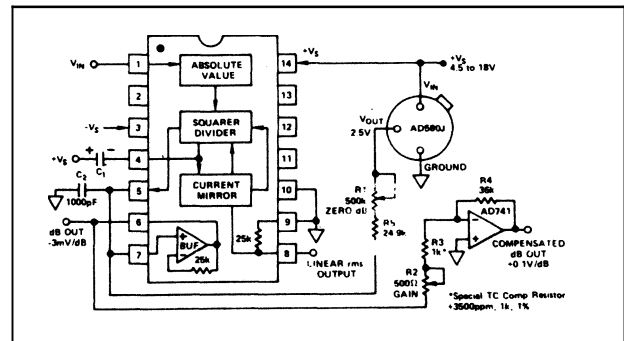 VIN
1
2
-VS
3
+VS
C1
+
-
4
C2
1000pF
5
dB OUT
-3mV/dB
6
7
ABSOLUTE
VALUE
SQUARER
DIVIDER
CURRENT
MIRROR
BUF
25k
25k
14
13
12
11
10
9
8
LINEAR rms
OUTPUT
+VS
+VS
4.5 to 18V
VIN
VOUT
2.5V
AD580J
GROUND
500k
ZERO dB
24.9k
R4
36k
AD741
COMPENSATED
dB OUT
+0.1V/dB
R3
1k*
R2
500Ω
GAIN
*Special TC Comp Resistor
+3500ppm, 1k, 1%